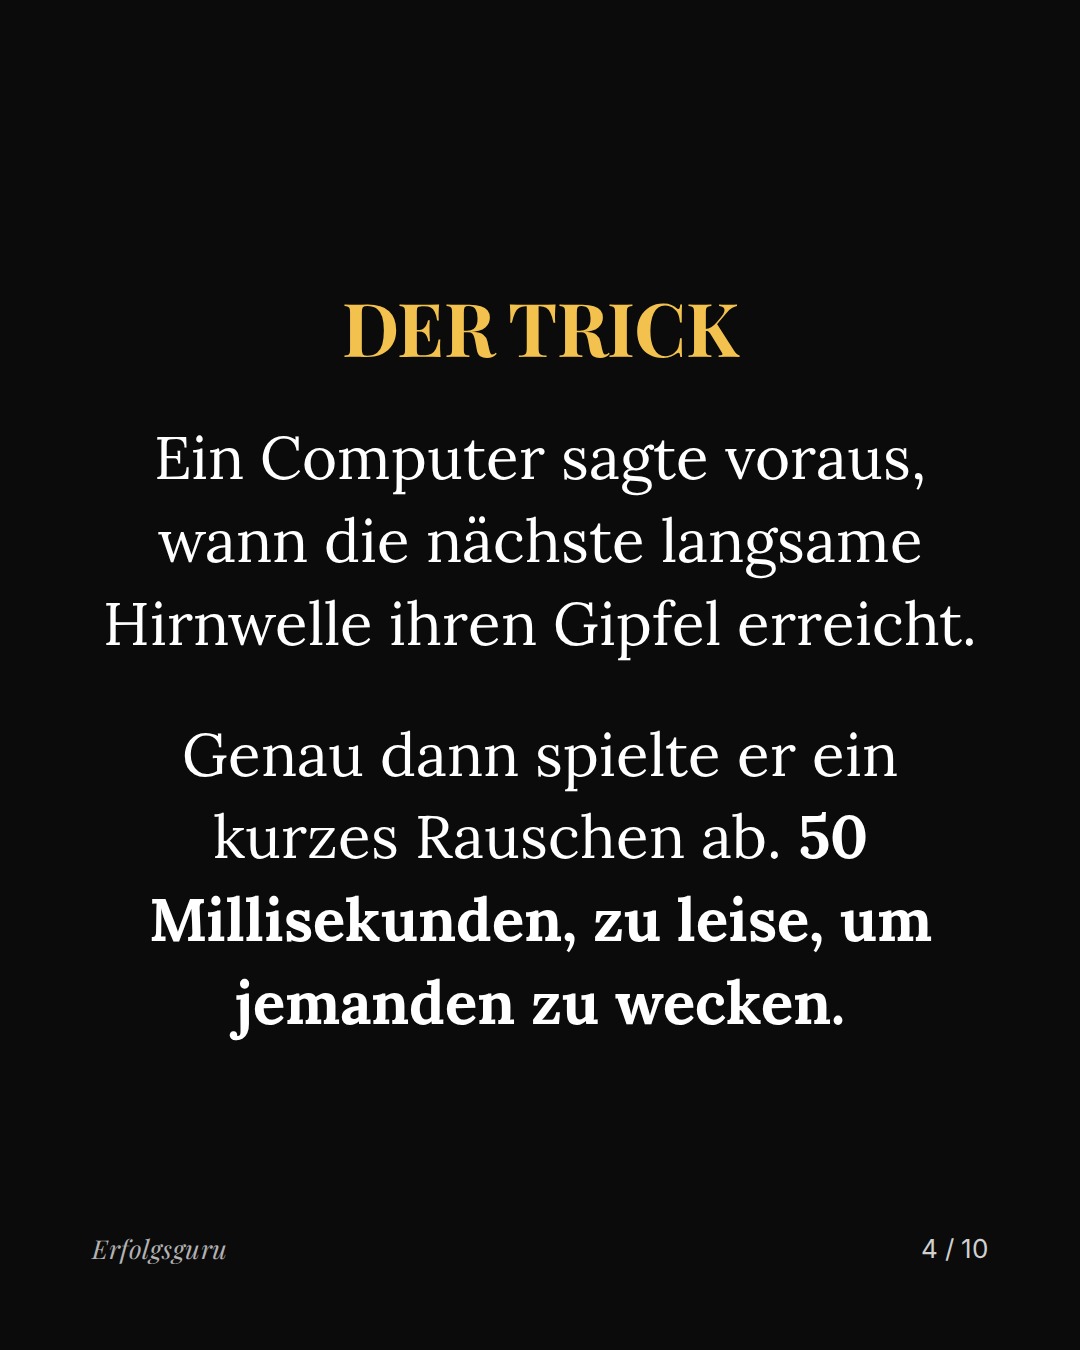 DER TRICK
Ein Computer sagte voraus,
wann die nächste langsame
Hirnwelle ihren Gipfel erreicht.
Genau dann spielte er ein
kurzes Rauschen ab. 50
Millisekunden, zu leise, um
jemanden zu wecken.
Erfolgsguru
4 / 10